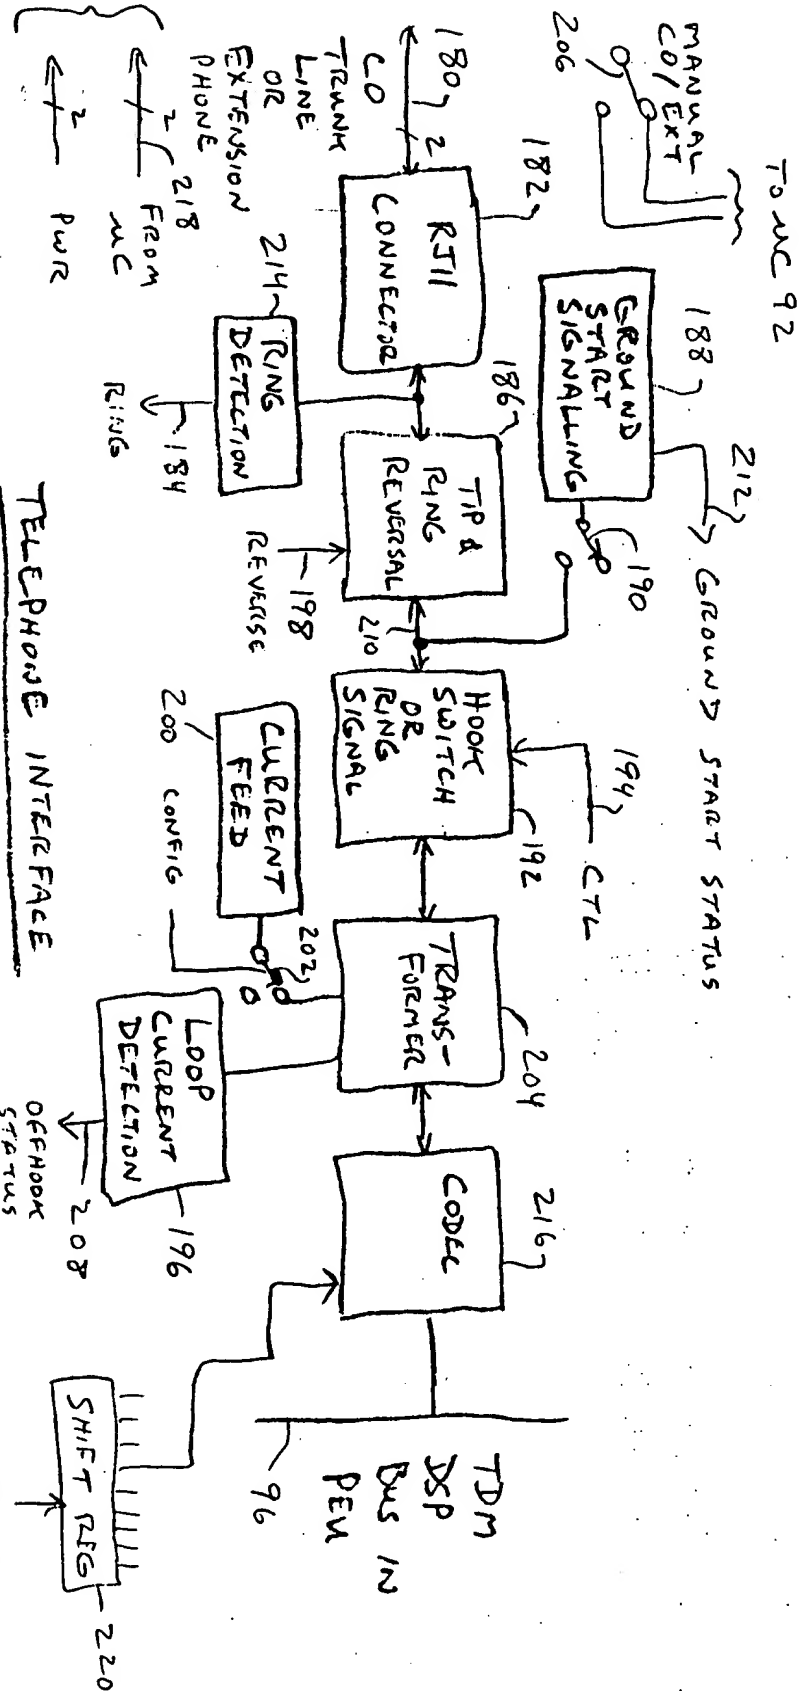 TO μC 92
MANUAL
CO/EXT
206
188
GROUND
START
SIGNALLING
212
GROUND START STATUS
190
180
2
CO
TRUNK
LINE
OR
EXTENSION
PHONE
182
RJ11
CONNECTOR
186
TIP &
RING
REVERSAL
210
194
CTL
HOOK
SWITCH
OR
RING
SIGNAL
192
TRANS-
FORMER
204
CODEC
216
TDM
DSP
BUS IN
PEU
96
214
RING
DETECTION
184
RING
198
REVERSE
CURRENT
FEED
200
202
CONFIG
LOOP
CURRENT
DETECTION
196
208
OFFHOOK
STATUS
SHIFT REG
220
2
218
FROM
μC
2
PWR
TELEPHONE INTERFACE